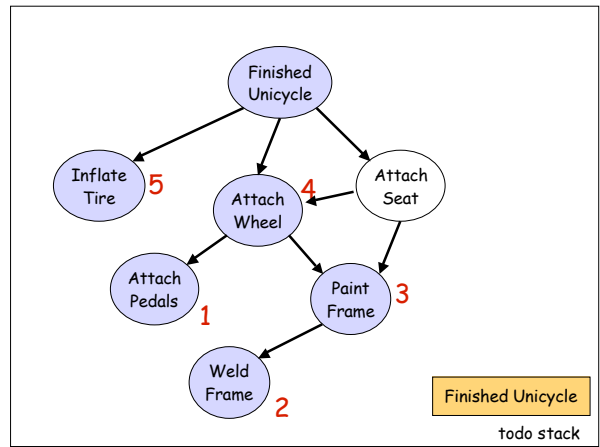 Finished
Unicycle
Inflate
Tire
5
Attach
Wheel
4
Attach
Seat
Attach
Pedals
1
Paint
Frame
3
Weld
Frame
2
Finished Unicycle
todo stack